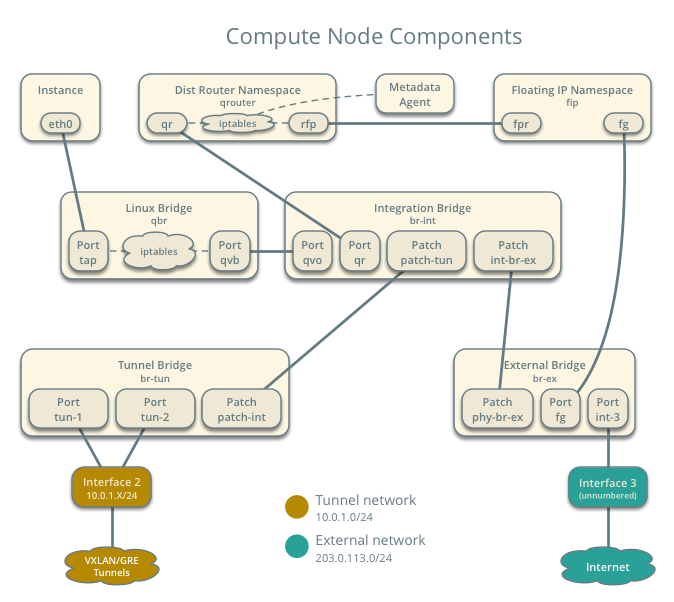 Compute Node Components
Instance
eth0
Dist Router Namespace
qrouter
qr
iptables
rfp
Metadata
Agent
Floating IP Namespace
fip
fpr
fg
Linux Bridge
qbr
Port
tap
iptables
Port
qvb
Integration Bridge
br-int
Port
qvo
Port
qr
Patch
patch-tun
Patch
int-br-ex
Tunnel Bridge
br-tun
Port
tun-1
Port
tun-2
Patch
patch-int
External Bridge
br-ex
Patch
phy-br-ex
Port
fg
Port
int-3
Interface 2
10.0.1.X/24
Interface 3
(unnumbered)
Tunnel network
10.0.1.0/24
External network
203.0.113.0/24
VXLAN/GRE
Tunnels
Internet